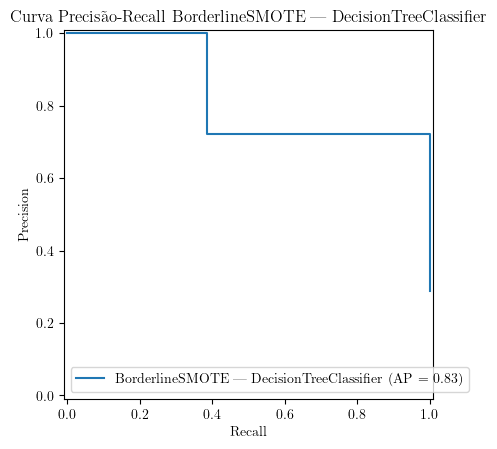 Curva Precisão-Recall BorderlineSMOTE — DecisionTreeClassifier
1.0
0.8
0.6
0.4
0.2
0.0
Precision
BorderlineSMOTE — DecisionTreeClassifier (AP = 0.83)
0.0 0.2 0.4 0.6 0.8 1.0
Recall